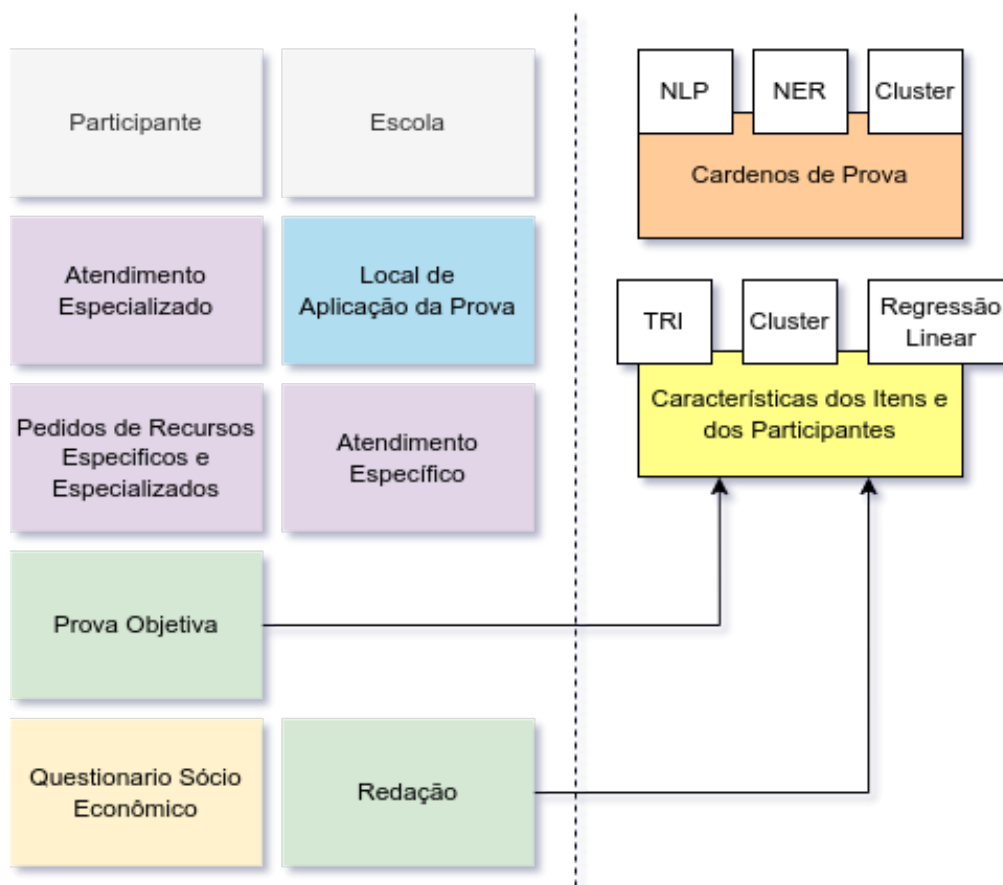 Participante
Escola
Atendimento
Especializado
Local de
Aplicação da Prova
Pedidos de Recursos
Especificos e
Especializados
Atendimento
Específico
Prova Objetiva
Questionario Sócio
Econômico
Redação
NLP
NER
Cluster
Cardenos de Prova
TRI
Cluster
Regressão
Linear
Característícas dos Itens e
dos Participantes